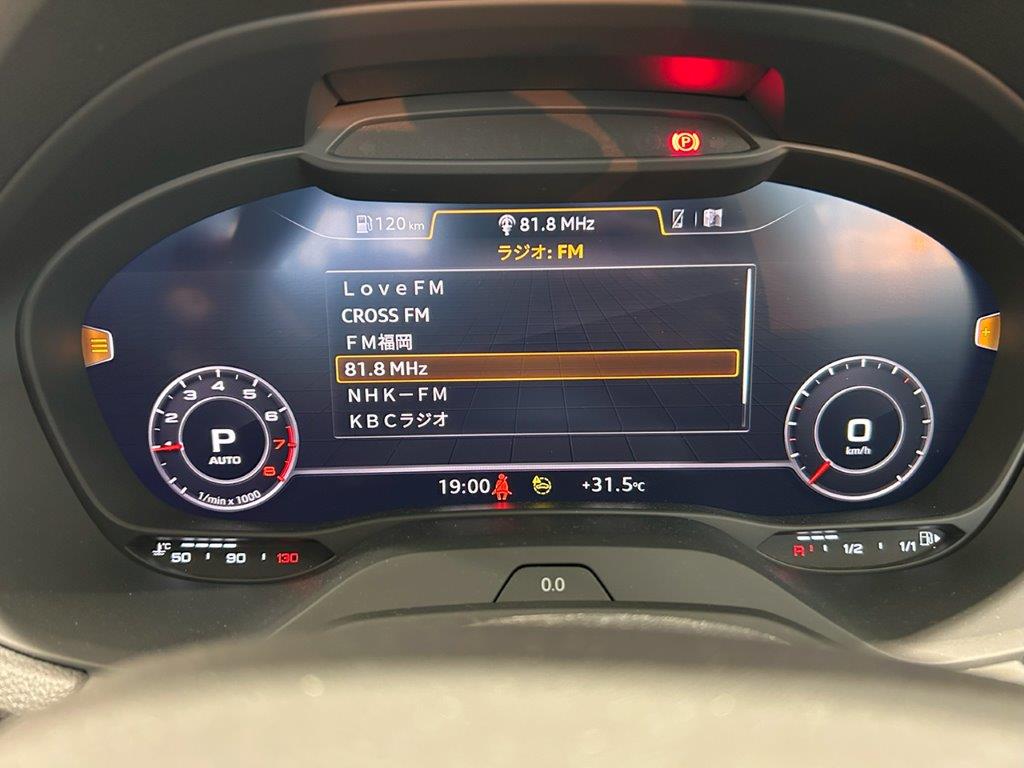 P
120 km
81.8 MHz
ラジオ: FM
ＬｏｖｅＦＭ
CROSS FM
ＦＭ福岡
81.8 MHz
ＮＨＫ－ＦＭ
ＫＢＣラジオ
1 2 3 4 5 6 7 8
P
AUTO
1/min x 1000
0
km/h
19:00
+31.5°C
°C
50 90 130
R 1/2 1/1
0.0